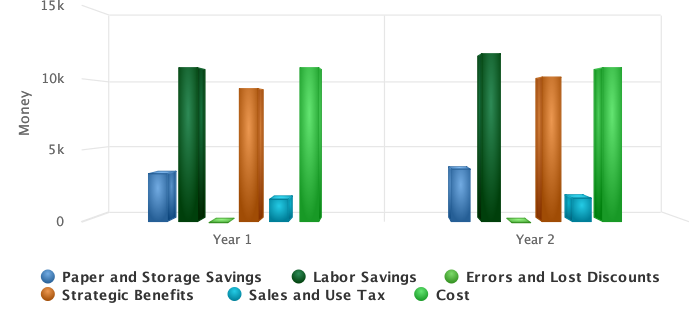 15k
10k
5k
0
Money
Year 1
Year 2
Paper and Storage Savings
Labor Savings
Errors and Lost Discounts
Strategic Benefits
Sales and Use Tax
Cost